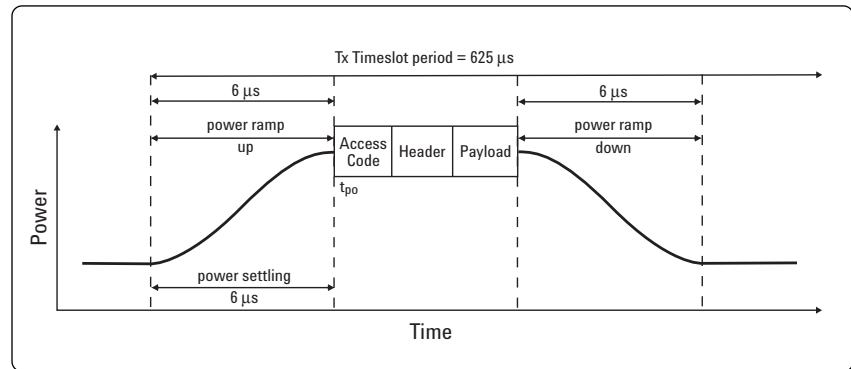 Tx Timeslot period = 625 µs
6 µs
6 µs
power ramp
up
Access
Code
Header
Payload
power ramp
down
tpo
Power
power settling
6 µs
Time